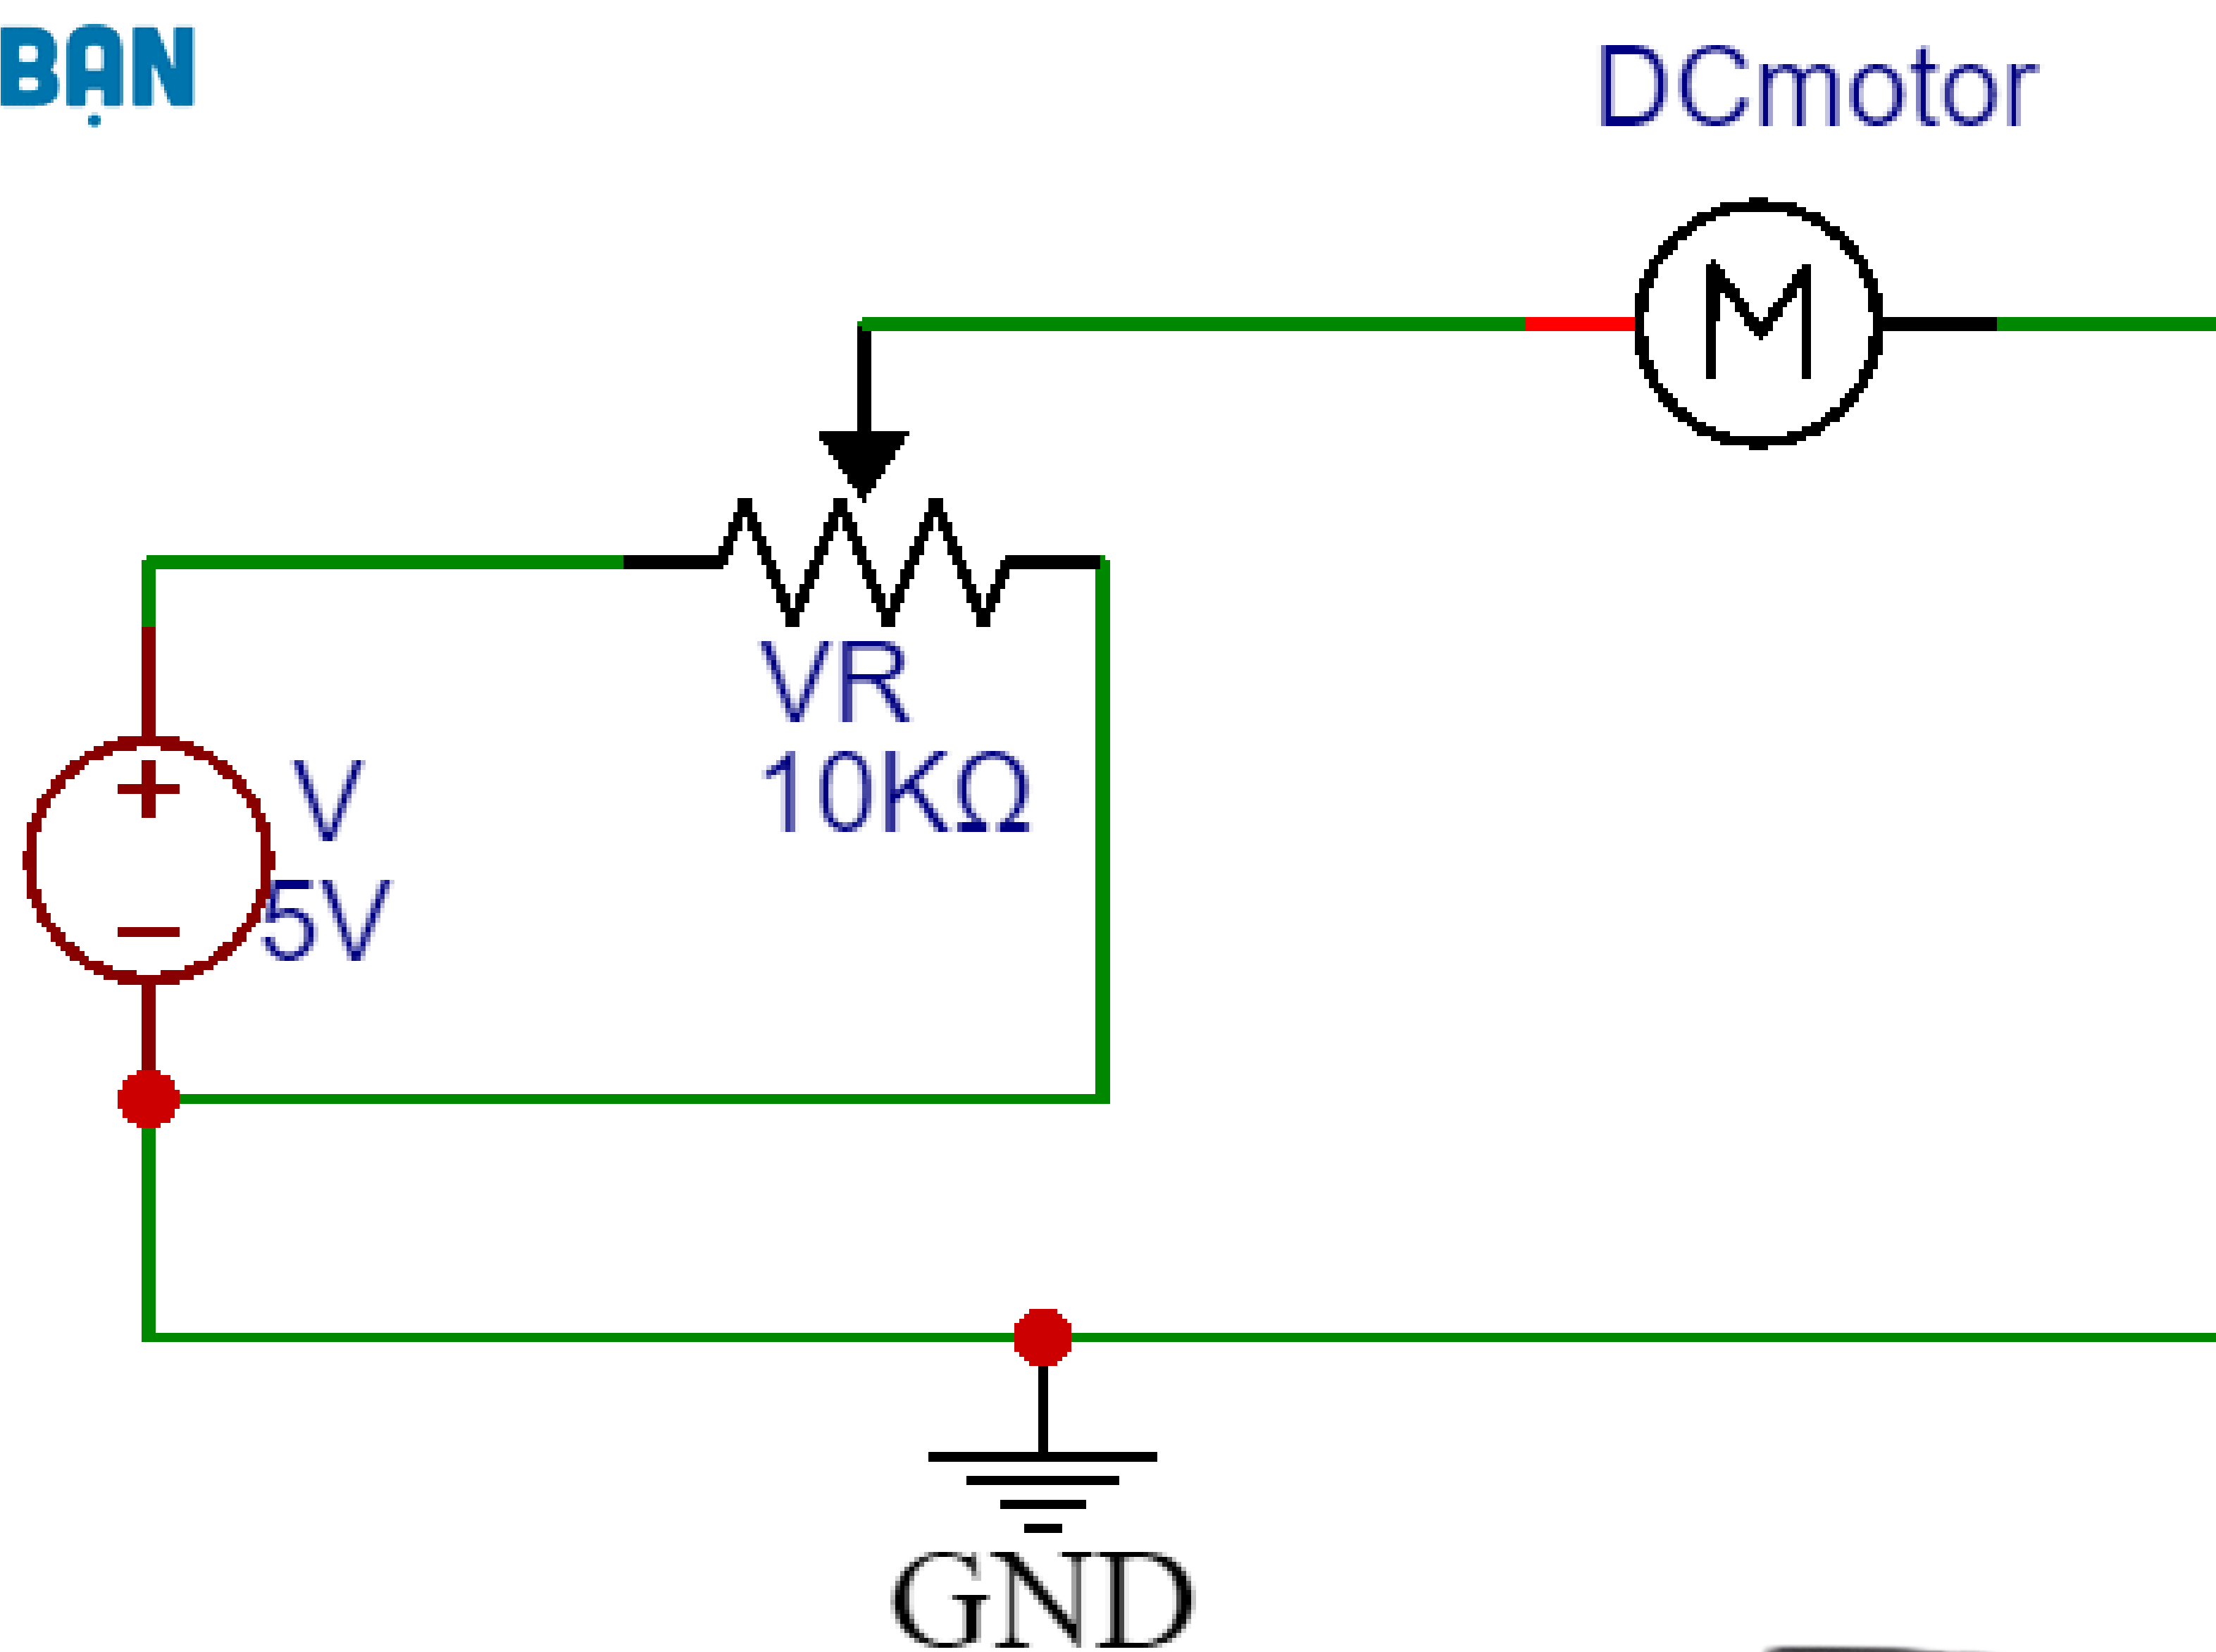 BẠN
DCmotor
M
VR
10KΩ
V
5V
GND